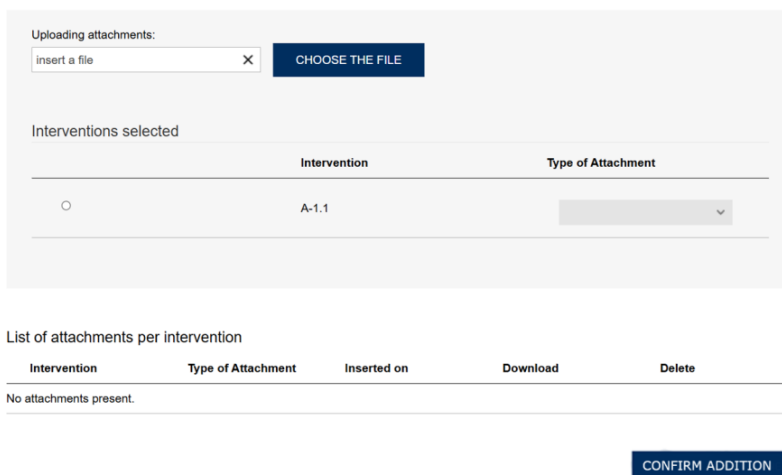 Uploading attachments:
insert a file
CHOOSE THE FILE
Interventions selected
Intervention Type of Attachment
A-1.1
List of attachments per intervention
Intervention Type of Attachment Inserted on Download Delete
No attachments present.
CONFIRM ADDITION